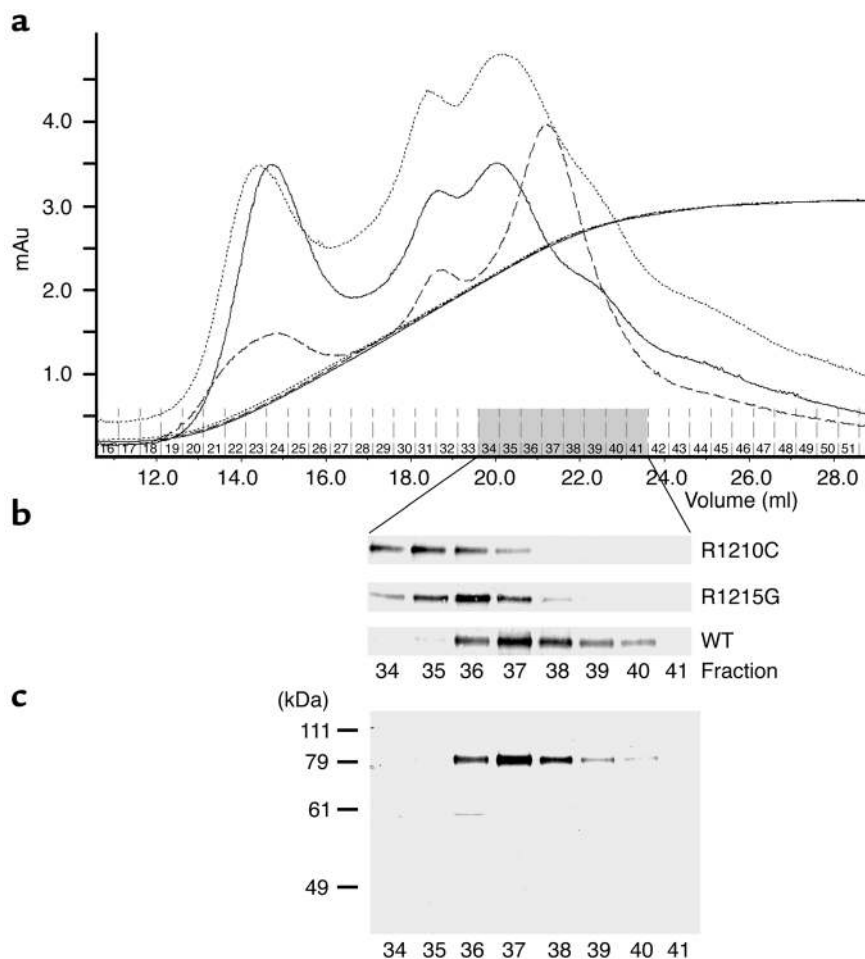 a
4.0
3.0
2.0
1.0
mAu
16 17 18 19 20 21 22 23 24 25 26 27 28 29 30 31 32 33 34 35 36 37 38 39 40 41 42 43 44 45 46 47 48 49 50 51
12.0 14.0 16.0 18.0 20.0 22.0 24.0 26.0 28.0
Volume (ml)
b
R1210C
R1215G
WT
34 35 36 37 38 39 40 41 Fraction
c
(kDa)
111
79
61
49
34 35 36 37 38 39 40 41